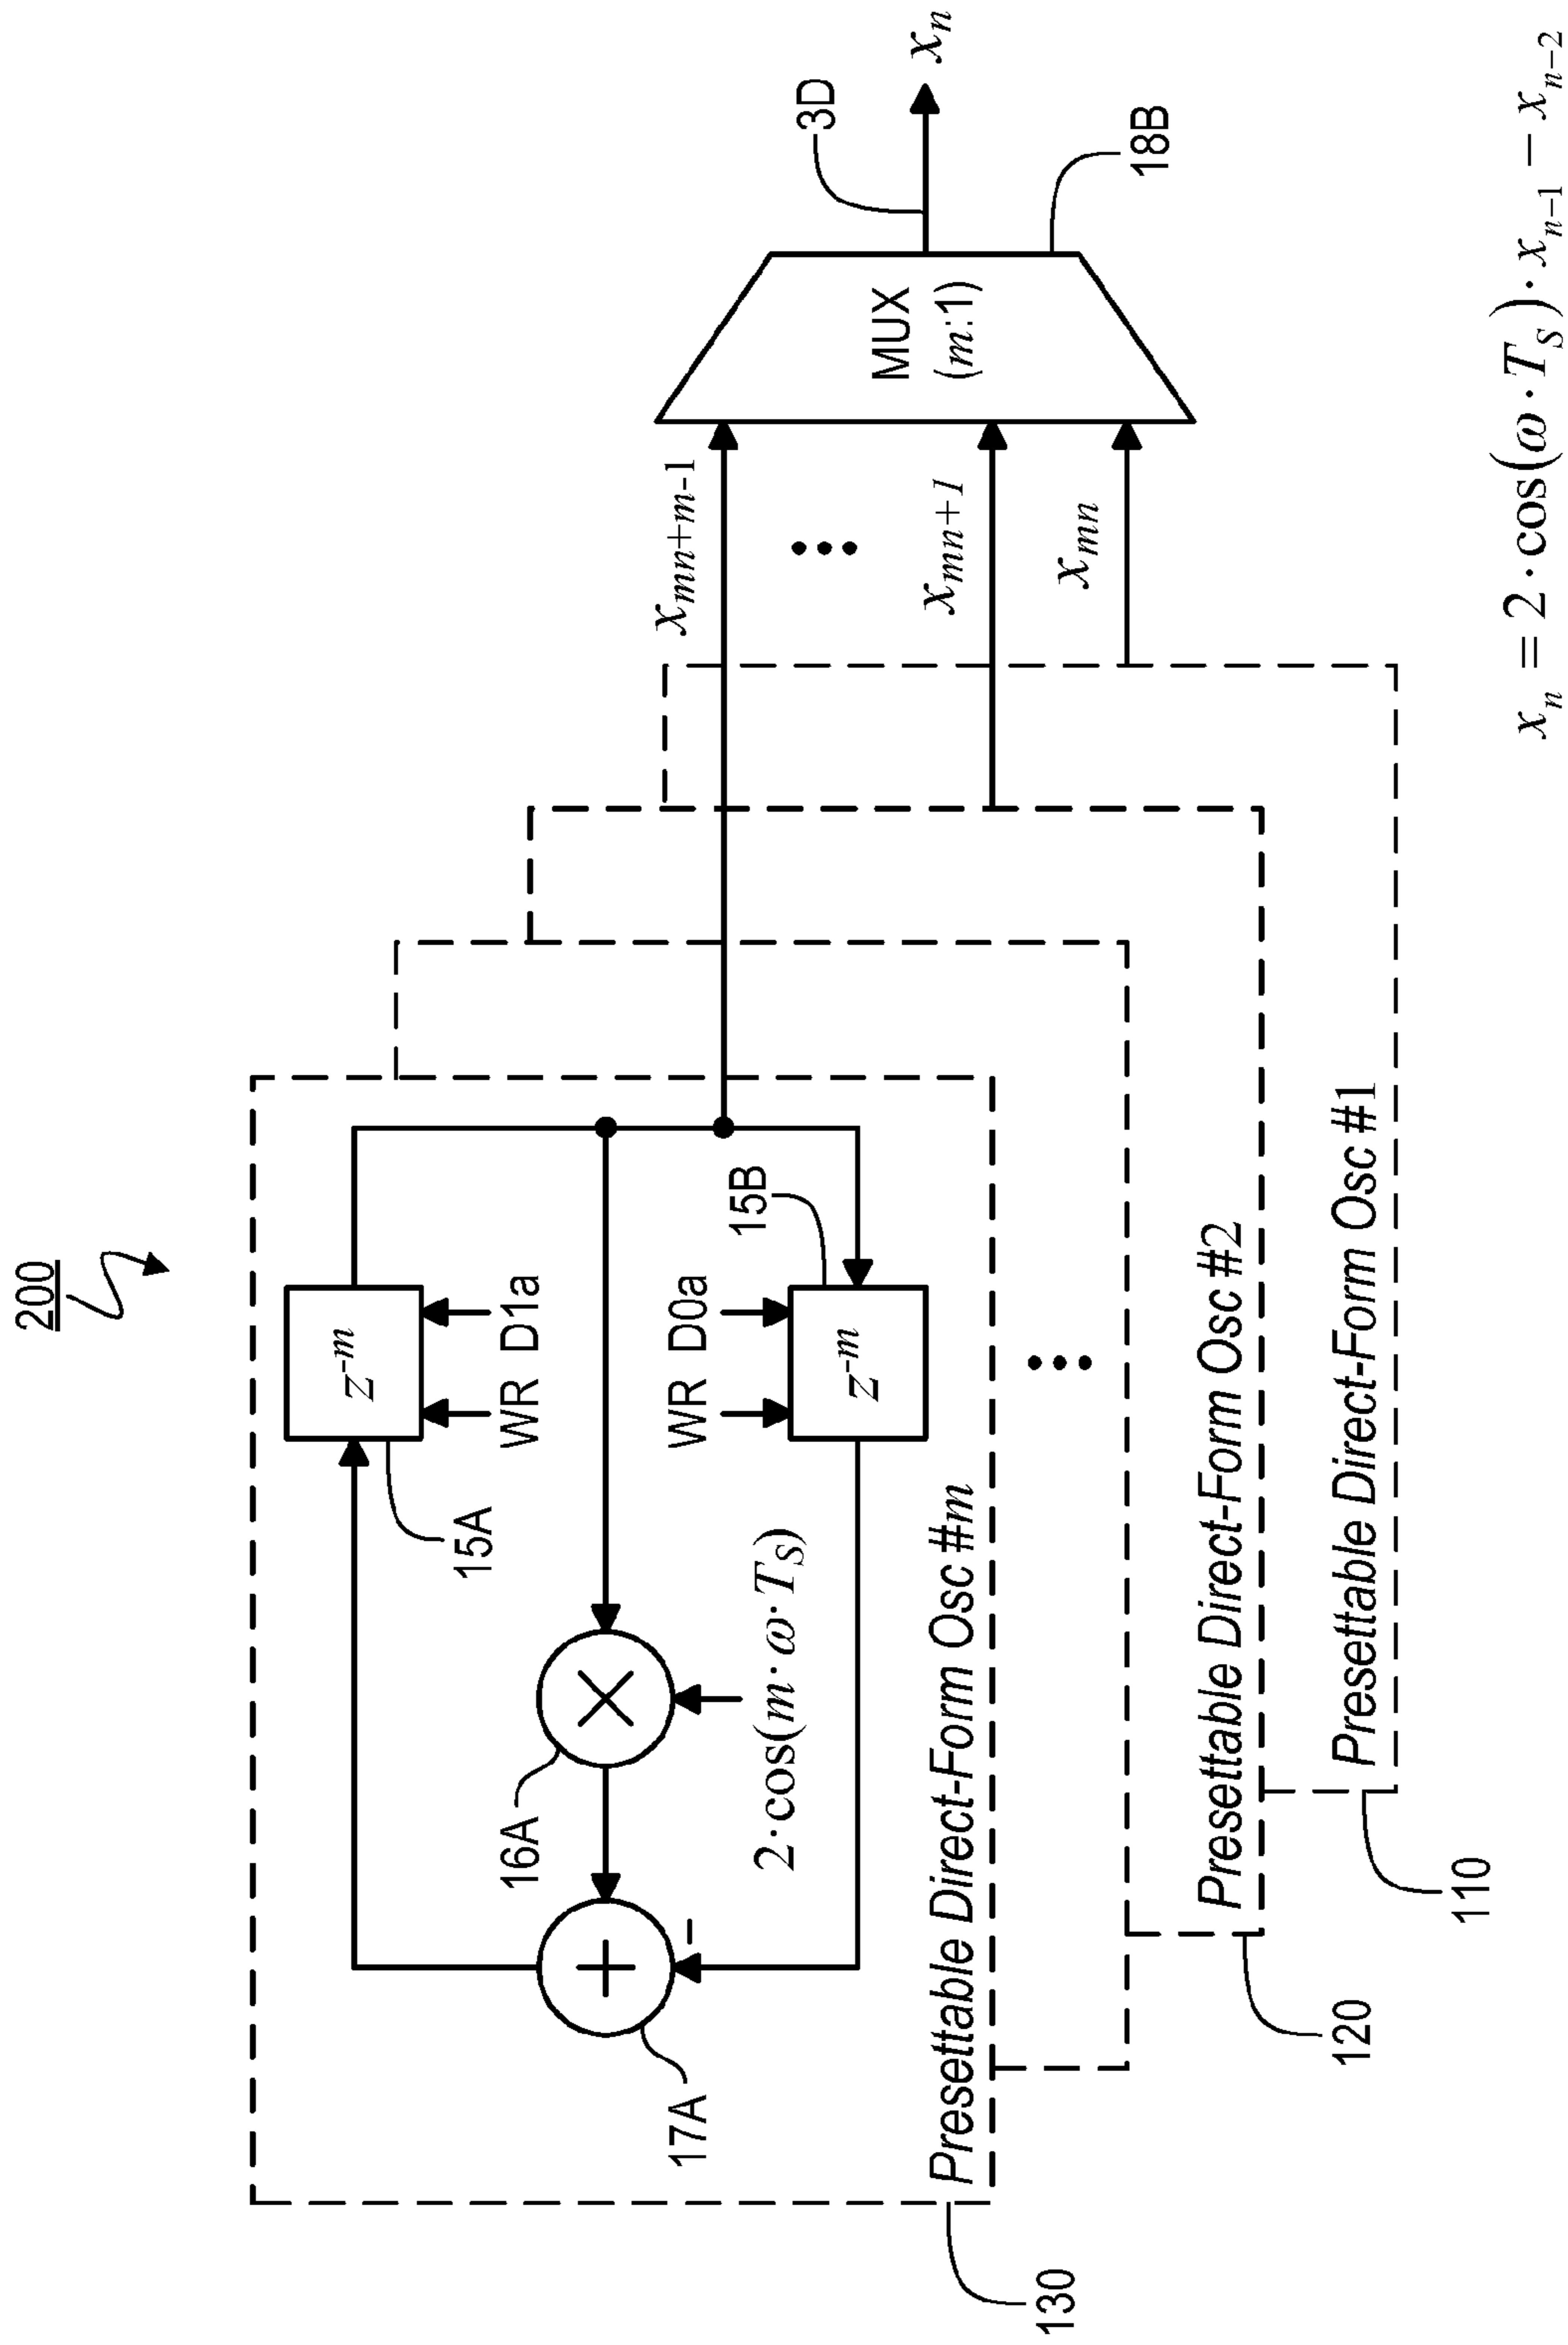 200
z⁻ᵐ
WR D1a
15A
16A
17A
2·cos(m·ω·T_S)
WR D0a
z⁻ᵐ
15B
Presettable Direct-Form Osc #m
130
Presettable Direct-Form Osc #2
120
Presettable Direct-Form Osc #1
110
x_{mn+m-1}
x_{mn+1}
x_{mn}
MUX
(m:1)
3D
x_n
18B
x_n = 2·cos(ω·T_S)·x_{n−1} − x_{n−2}